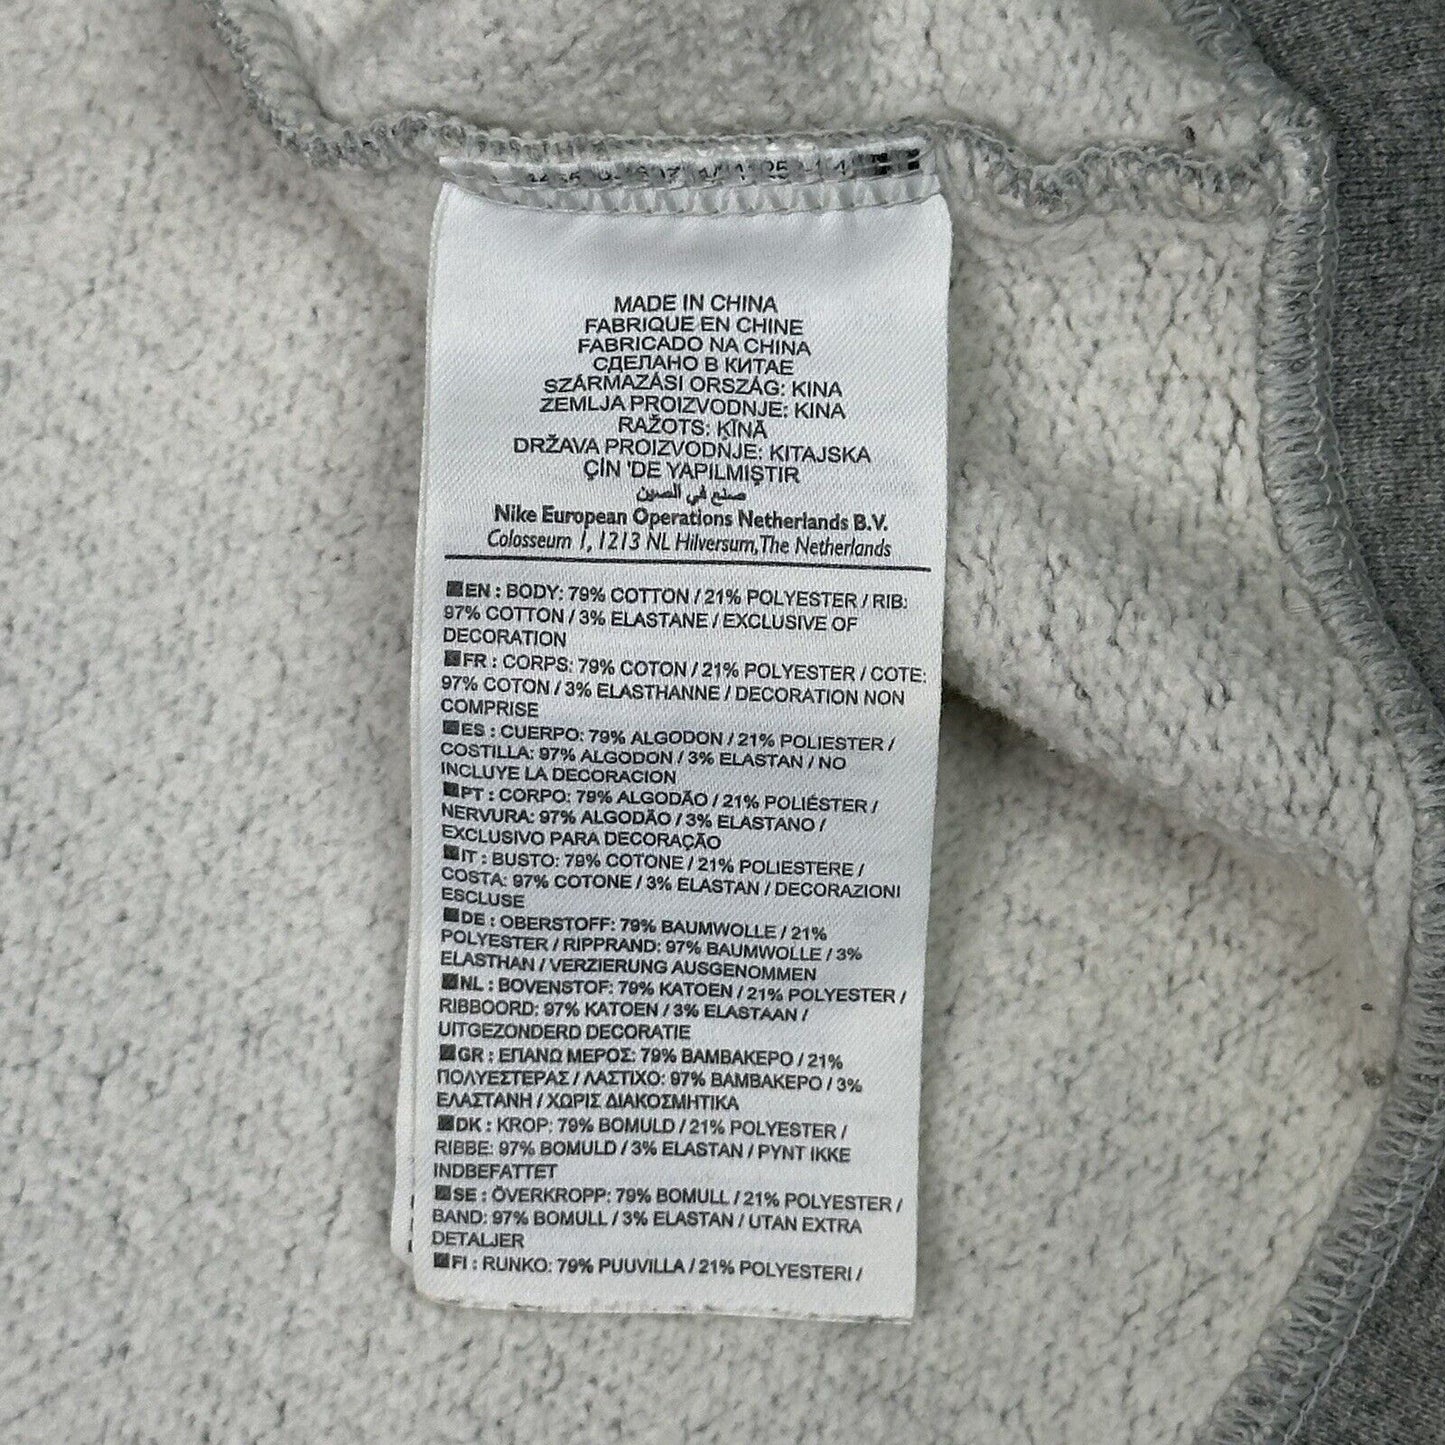 MADE IN CHINA
FABRIQUE EN CHINE
FABRICADO NA CHINA
СДЕЛАНО В КИТАЕ
SZÁRMAZÁSI ORSZÁG: KINA
ZEMLJA PROIZVODNJE: KINA
RAŽOTS: ĶĪNĀ
DRŽAVA PROIZVODNJE: KITAJSKA
ÇİN 'DE YAPILMIŞTIR
صنع في الصين
Nike European Operations Netherlands B.V.
Colosseum 1, 1213 NL Hilversum, The Netherlands
EN : BODY: 79% COTTON / 21% POLYESTER / RIB:
97% COTTON / 3% ELASTANE / EXCLUSIVE OF
DECORATION
FR : CORPS: 79% COTON / 21% POLYESTER / COTE:
97% COTON / 3% ELASTHANNE / DECORATION NON
COMPRISE
ES : CUERPO: 79% ALGODON / 21% POLIESTER /
COSTILLA: 97% ALGODON / 3% ELASTAN / NO
INCLUYE LA DECORACION
PT : CORPO: 79% ALGODÃO / 21% POLIÉSTER /
NERVURA: 97% ALGODÃO / 3% ELASTANO /
EXCLUSIVO PARA DECORAÇÃO
IT : BUSTO: 79% COTONE / 21% POLIESTERE /
COSTA: 97% COTONE / 3% ELASTAN / DECORAZIONI
ESCLUSE
DE : OBERSTOFF: 79% BAUMWOLLE / 21%
POLYESTER / RIPPRAND: 97% BAUMWOLLE / 3%
ELASTHAN / VERZIERUNG AUSGENOMMEN
NL : BOVENSTOF: 79% KATOEN / 21% POLYESTER /
RIBBOORD: 97% KATOEN / 3% ELASTAAN /
UITGEZONDERD DECORATIE
GR : ΕΠΑΝΩ ΜΕΡΟΣ: 79% ΒΑΜΒΑΚΕΡΟ / 21%
ΠΟΛΥΕΣΤΕΡΑΣ / ΛΑΣΤΙΧΟ: 97% ΒΑΜΒΑΚΕΡΟ / 3%
ΕΛΑΣΤΑΝΗ / ΧΩΡΙΣ ΔΙΑΚΟΣΜΗΤΙΚΑ
DK : KROP: 79% BOMULD / 21% POLYESTER /
RIBBE: 97% BOMULD / 3% ELASTAN / PYNT IKKE
INDBEFATTET
SE : ÖVERKROPP: 79% BOMULL / 21% POLYESTER /
BAND: 97% BOMULL / 3% ELASTAN / UTAN EXTRA
DETALJER
FI : RUNKO: 79% PUUVILLA / 21% POLYESTERI /